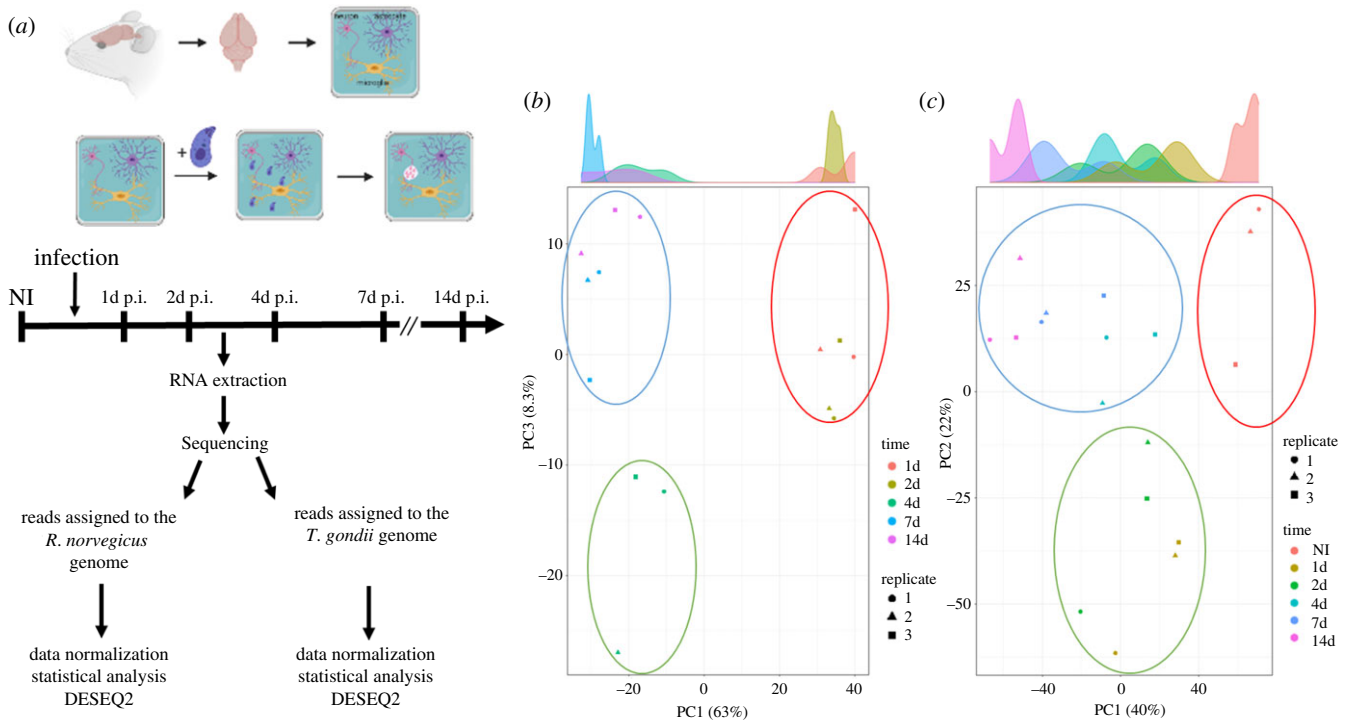 (a)
neuron
microglia
+
infection
NI
1d p.i.
2d p.i.
4d p.i.
7d p.i.
14d p.i.
//
RNA extraction
Sequencing
reads assigned to the
R. norvegicus
genome
reads assigned to the
T. gondii genome
data normalization
statistical analysis
DESEQ2
data normalization
statistical analysis
DESEQ2
(b)
PC3 (8.3%)
10
0
−10
−20
−20
0
20
40
PC1 (63%)
time
1d
2d
4d
7d
14d
replicate
1
2
3
(c)
PC2 (22%)
25
0
−25
−50
−40
0
40
PC1 (40%)
replicate
1
2
3
time
NI
1d
2d
4d
7d
14d